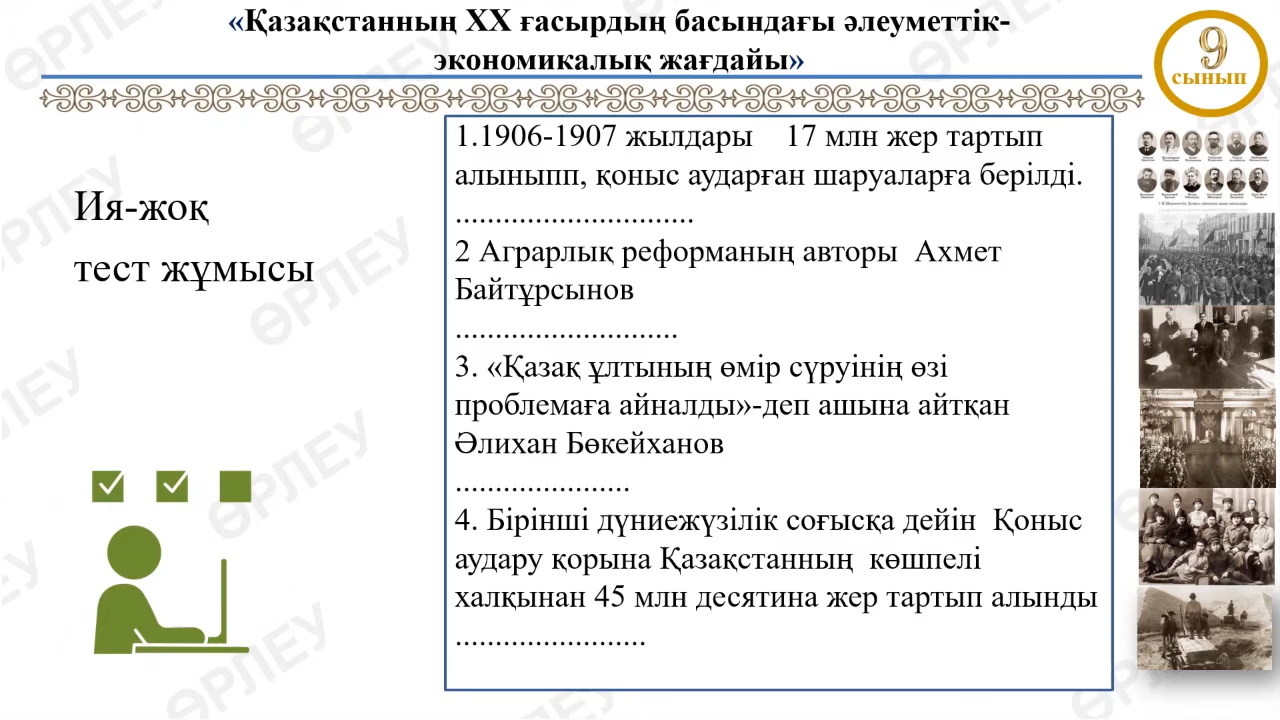 «Қазақстанның ХХ ғасырдың басындағы әлеуметтік-
экономикалық жағдайы»
9
сынып
Ия-жоқ
тест жұмысы
1.1906-1907 жылдары 17 млн жер тартып
алыныпп, қоныс аударған шаруаларға берілді.
..............................
2 Аграрлық реформаның авторы Ахмет
Байтұрсынов
............................
3. «Қазақ ұлтының өмір сүруінің өзі
проблемаға айналды»-деп ашына айтқан
Әлихан Бөкейханов
......................
4. Бірінші дүниежүзілік соғысқа дейін Қоныс
аудару қорына Қазақстанның көшпелі
халқынан 45 млн десятина жер тартып алынды
........................
ӨРЛЕУ